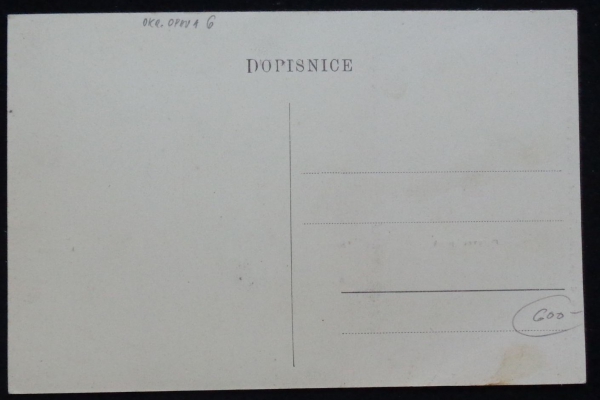 OKR. OPAVA 6
DOPISNICE
600-